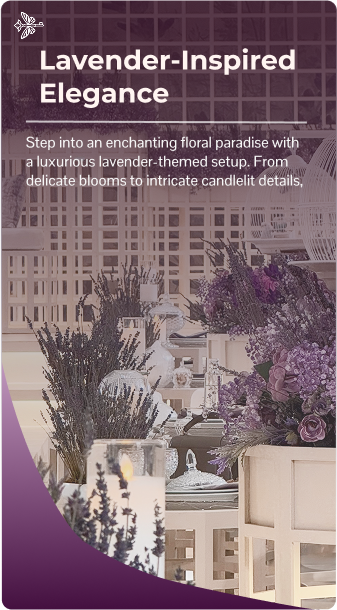 Lavender-Inspired
Elegance
Step into an enchanting floral paradise with
a luxurious lavender-themed setup. From
delicate blooms to intricate candlelit details,